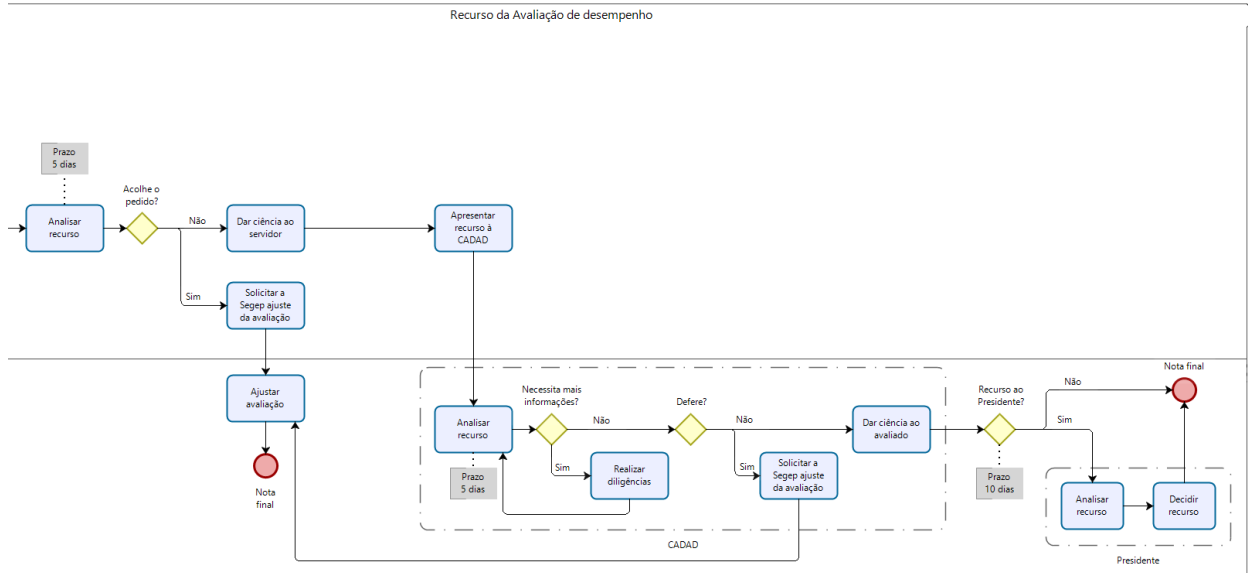 Recurso da Avaliação de desempenho
Prazo
5 dias
Analisar
recurso
Acolhe o
pedido?
Não
Dar ciência ao
servidor
Apresentar
recurso à
CADAD
Sim
Solicitar a
Segep ajuste
da avaliação
Ajustar
avaliação
Nota
final
Analisar
recurso
Prazo
5 dias
Necessita mais
informações?
Não
Sim
Realizar
diligências
Defere?
Não
Sim
Solicitar a
Segep ajuste
da avaliação
Dar ciência ao
avaliado
CADAD
Recurso ao
Presidente?
Não
Sim
Prazo
10 dias
Nota final
Analisar
recurso
Decidir
recurso
Presidente